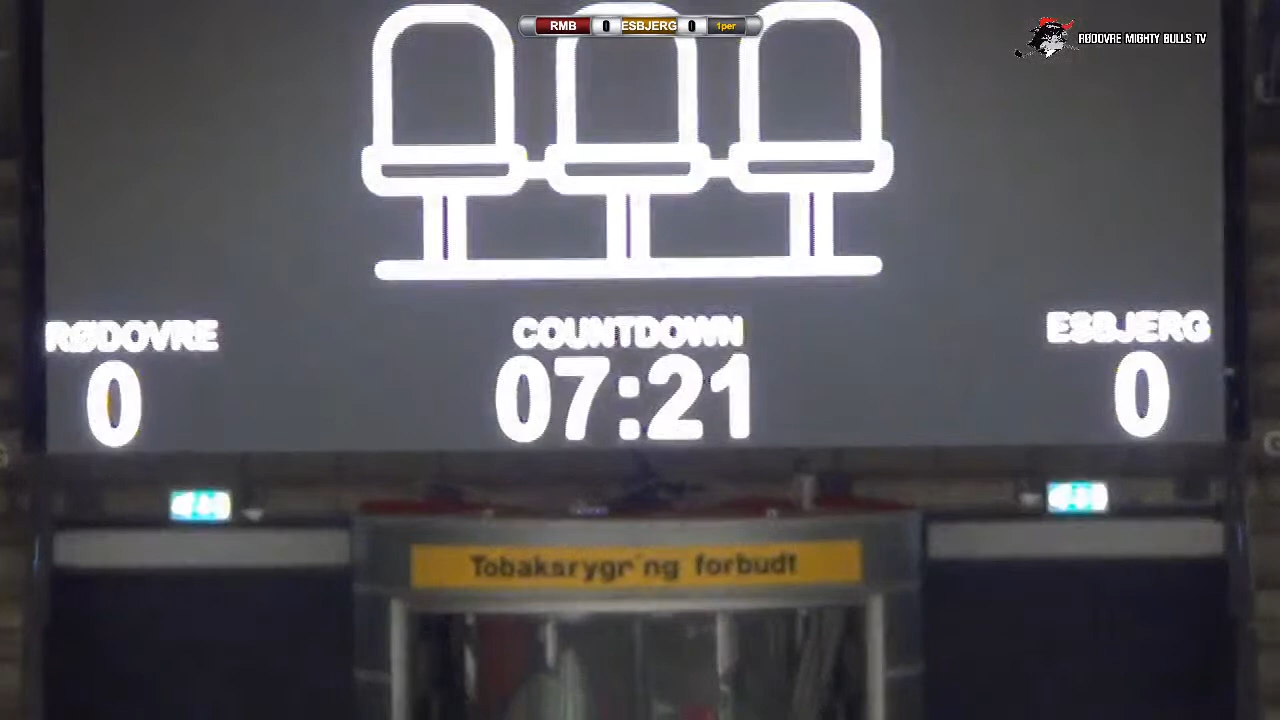 RMB 0 ESBJERG 0 1per
RØDOVRE MIGHTY BULLS TV
RØDOVRE
0
COUNTDOWN
07:21
ESBJERG
0
Tobaksrygr´ng forbudt